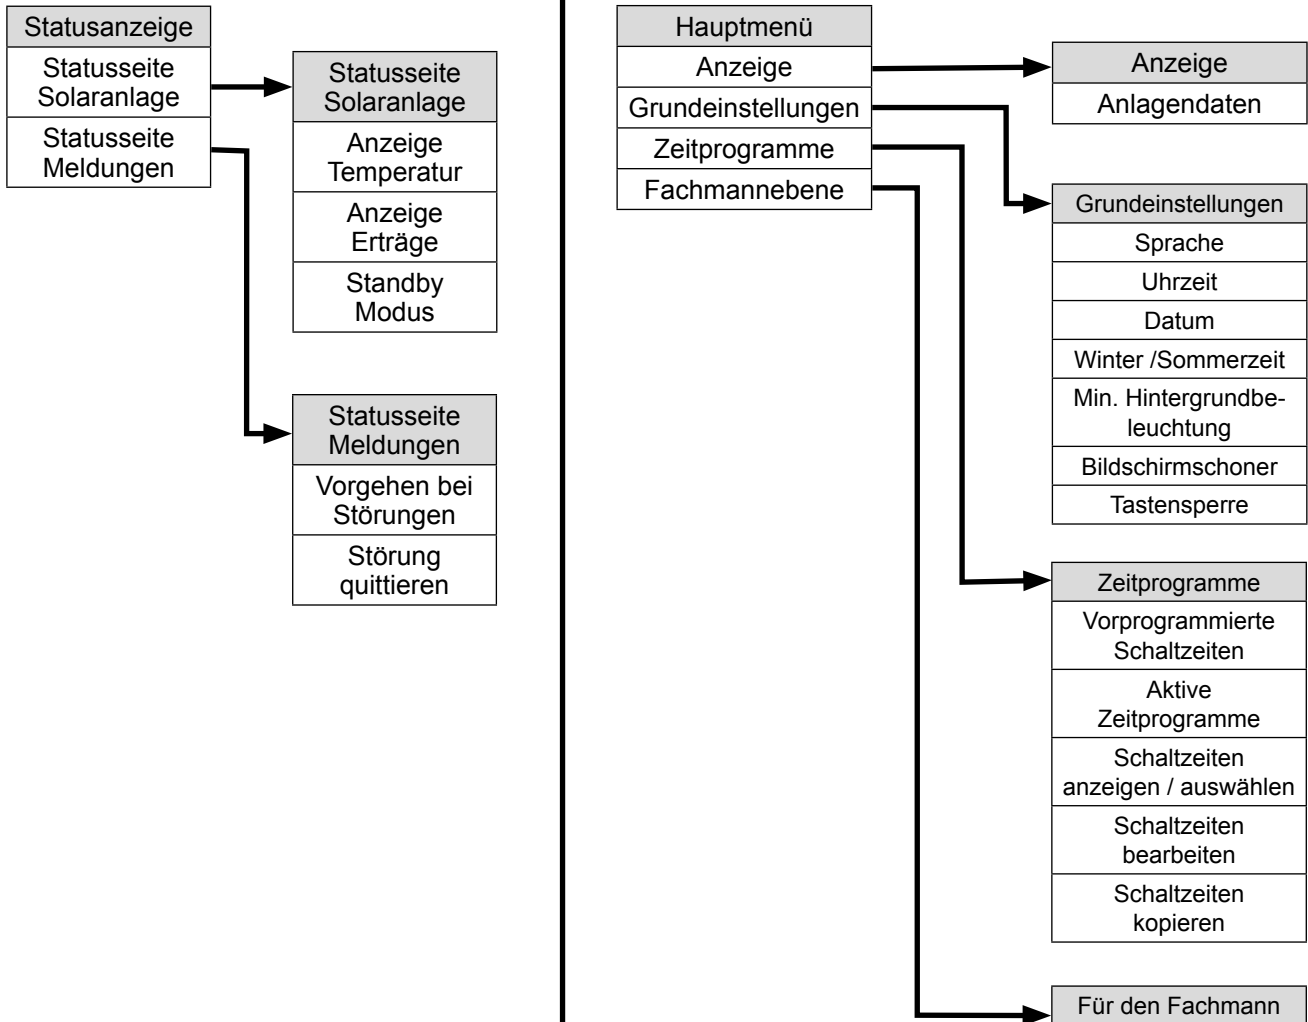 Statusanzeige
Statusseite
Solaranlage
Statusseite
Meldungen
Statusseite
Solaranlage
Anzeige
Temperatur
Anzeige
Erträge
Standby
Modus
Statusseite
Meldungen
Vorgehen bei
Störungen
Störung
quittieren
Hauptmenü
Anzeige
Grundeinstellungen
Zeitprogramme
Fachmannebene
Anzeige
Anlagendaten
Grundeinstellungen
Sprache
Uhrzeit
Datum
Winter /Sommerzeit
Min. Hintergrundbe-
leuchtung
Bildschirmschoner
Tastensperre
Zeitprogramme
Vorprogrammierte
Schaltzeiten
Aktive
Zeitprogramme
Schaltzeiten
anzeigen / auswählen
Schaltzeiten
bearbeiten
Schaltzeiten
kopieren
Für den Fachmann